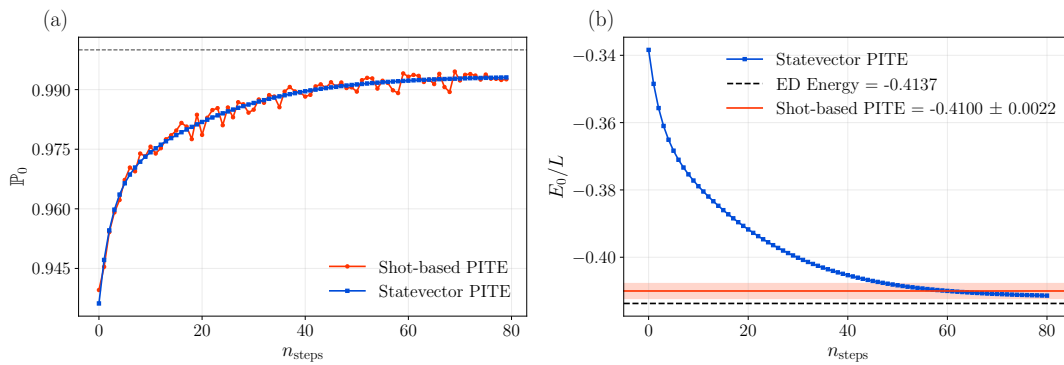 (a)
0.990
0.975
0.960
0.945
ℙ₀
0
20
40
60
80
n_steps
Shot-based PITE
Statevector PITE
(b)
−0.34
−0.36
−0.38
−0.40
E₀/L
0
20
40
60
80
n_steps
Statevector PITE
ED Energy = -0.4137
Shot-based PITE = -0.4100 ± 0.0022